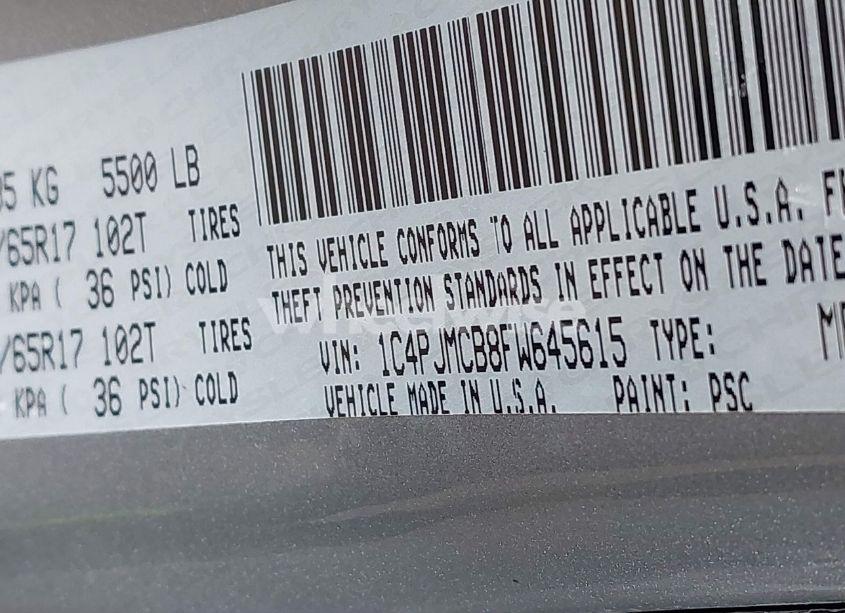 5 KG 5500 LB
/65R17 102T TIRES
KPA ( 36 PSI) COLD
/65R17 102T TIRES
KPA ( 36 PSI) COLD
THIS VEHICLE CONFORMS TO ALL APPLICABLE U.S.A. F
THEFT PREVENTION STANDARDS IN EFFECT ON THE DATE
VIN: 1C4PJMCB8FW645615 TYPE: M
VEHICLE MADE IN U.S.A. PAINT: PSC
wheelwise